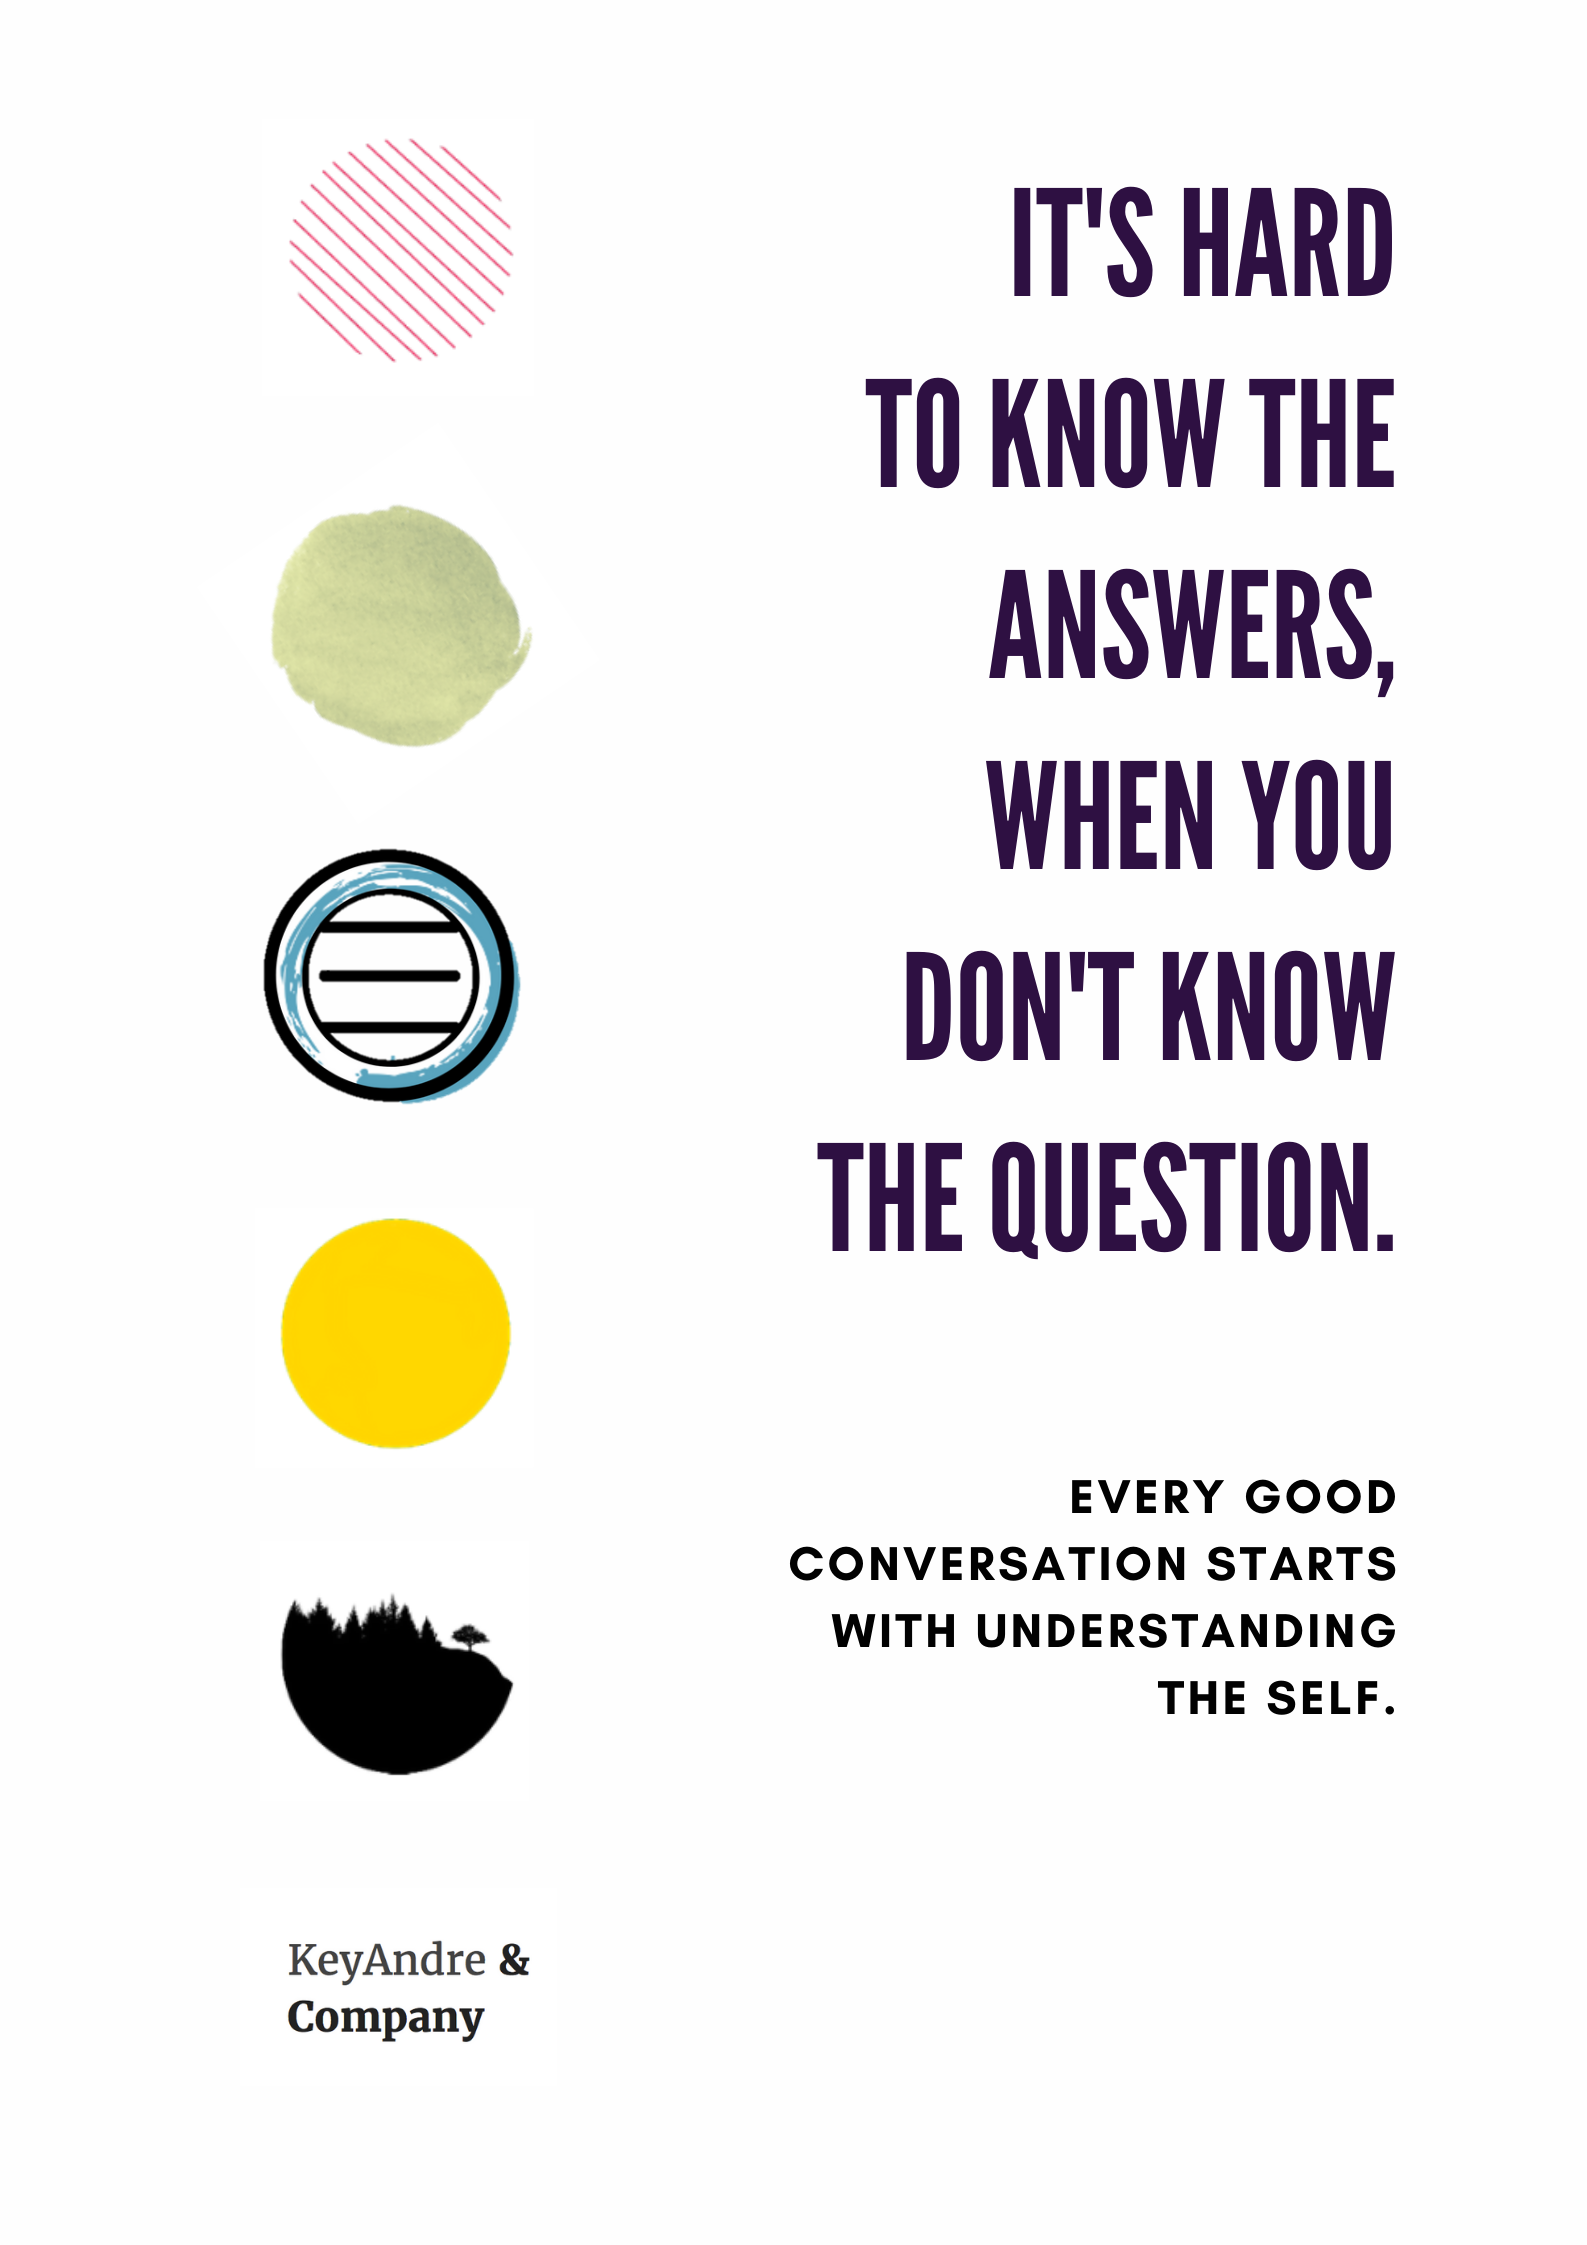 IT'S HARD
TO KNOW THE
ANSWERS,
WHEN YOU
DON'T KNOW
THE QUESTION.
EVERY GOOD
CONVERSATION STARTS
WITH UNDERSTANDING
THE SELF.
KeyAndre &
Company